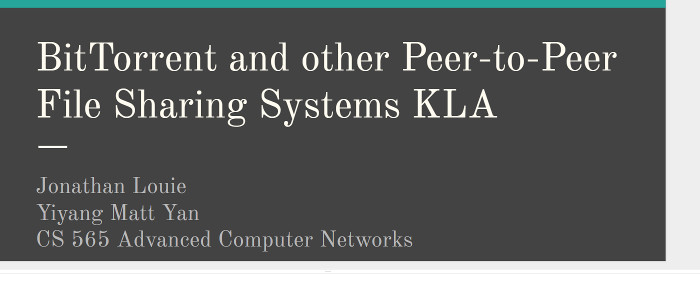 BitTorrent and other Peer-to-Peer
File Sharing Systems KLA
Jonathan Louie
Yiyang Matt Yan
CS 565 Advanced Computer Networks